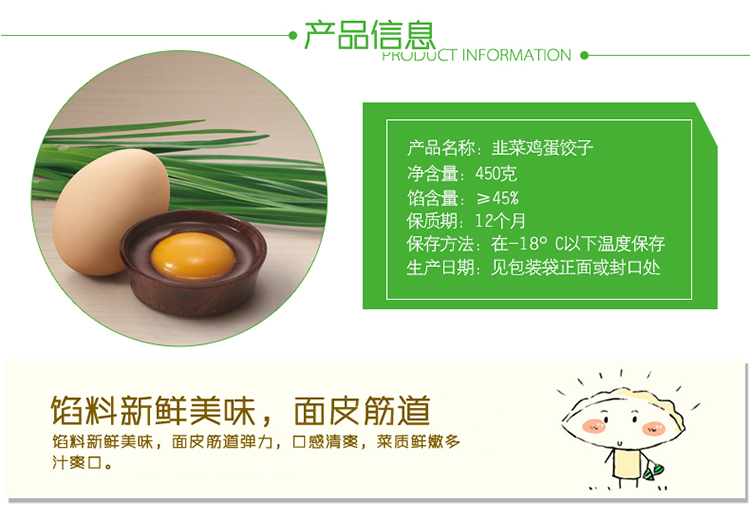 产品信息
PRODUCT INFORMATION
产品名称：韭菜鸡蛋饺子
净含量：450克
馅含量：≥45%
保质期：12个月
保存方法：在-18° C以下温度保存
生产日期：见包装袋正面或封口处
馅料新鲜美味，面皮筋道
馅料新鲜美味，面皮筋道弹力，口感清爽，菜质鲜嫩多
汁爽口。